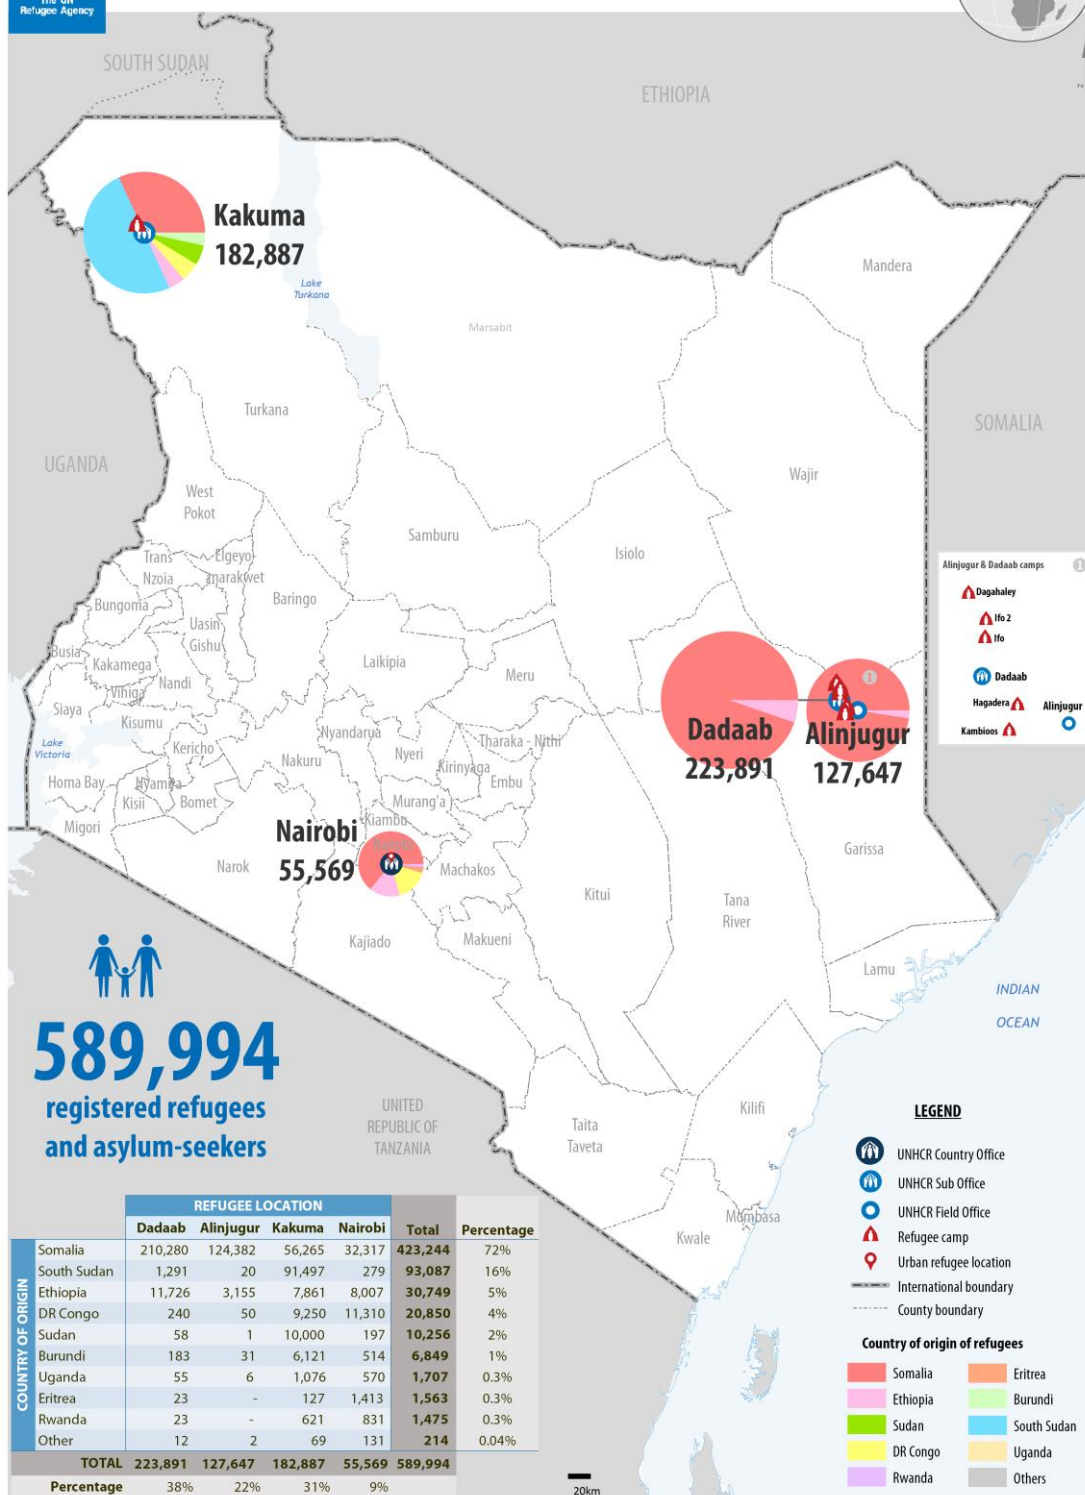 The UN
Refugee Agency
SOUTH SUDAN
ETHIOPIA
N
Kakuma
182,887
Lake
Turkana
Mandera
Marsabit
Turkana
SOMALIA
UGANDA
Wajir
West
Pokot
Samburu
Isiolo
Trans
Nzoia
Elgeyo
marakwet
Baringo
Bungoma
Uasin
Gishu
Busia
Kakamega
Laikipia
Meru
Vihiga
Nandi
Siaya
Kisumu
Lake
Victoria
Nyandarua
Nyeri
Tharaka - Nithi
Kericho
Nakuru
Kirinyaga
Embu
Homa Bay
Nyamira
Kisii
Bomet
Murang'a
Migori
Kiambu
Nairobi
55,569
Nairobi
Narok
Machakos
Kitui
Garissa
Tana
River
Kajiado
Makueni
Lamu
Dadaab
223,891
1
Alinjugur
127,647
Alinjugur & Dadaab camps
1
Dagahaley
Ifo 2
Ifo
Dadaab
Hagadera
Alinjugur
Kambioos
INDIAN
OCEAN
589,994
registered refugees
and asylum-seekers
UNITED
REPUBLIC OF
TANZANIA
Taita
Taveta
Kilifi
Kwale
Mombasa
LEGEND
UNHCR Country Office
UNHCR Sub Office
UNHCR Field Office
Refugee camp
Urban refugee location
International boundary
County boundary
Country of origin of refugees
Somalia
Eritrea
Ethiopia
Burundi
Sudan
South Sudan
DR Congo
Uganda
Rwanda
Others
20km
REFUGEE LOCATION
Dadaab Alinjugur Kakuma Nairobi Total Percentage
COUNTRY OF ORIGIN
Somalia 210,280 124,382 56,265 32,317 423,244 72%
South Sudan 1,291 20 91,497 279 93,087 16%
Ethiopia 11,726 3,155 7,861 8,007 30,749 5%
DR Congo 240 50 9,250 11,310 20,850 4%
Sudan 58 1 10,000 197 10,256 2%
Burundi 183 31 6,121 514 6,849 1%
Uganda 55 6 1,076 570 1,707 0.3%
Eritrea 23 - 127 1,413 1,563 0.3%
Rwanda 23 - 621 831 1,475 0.3%
Other 12 2 69 131 214 0.04%
TOTAL 223,891 127,647 182,887 55,569 589,994
Percentage 38% 22% 31% 9%